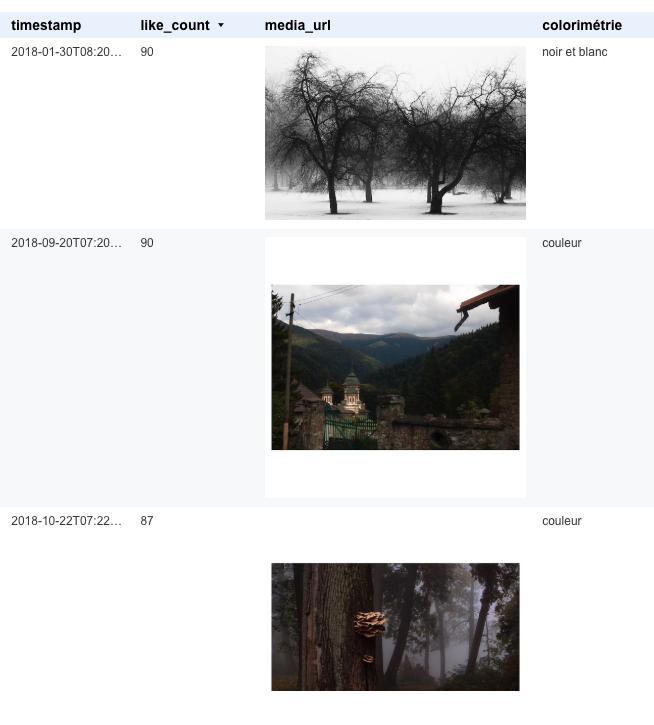 timestamp like_count media_url colorimétrie
2018-01-30T08:20… 90 noir et blanc
2018-09-20T07:20… 90 couleur
2018-10-22T07:22… 87 couleur